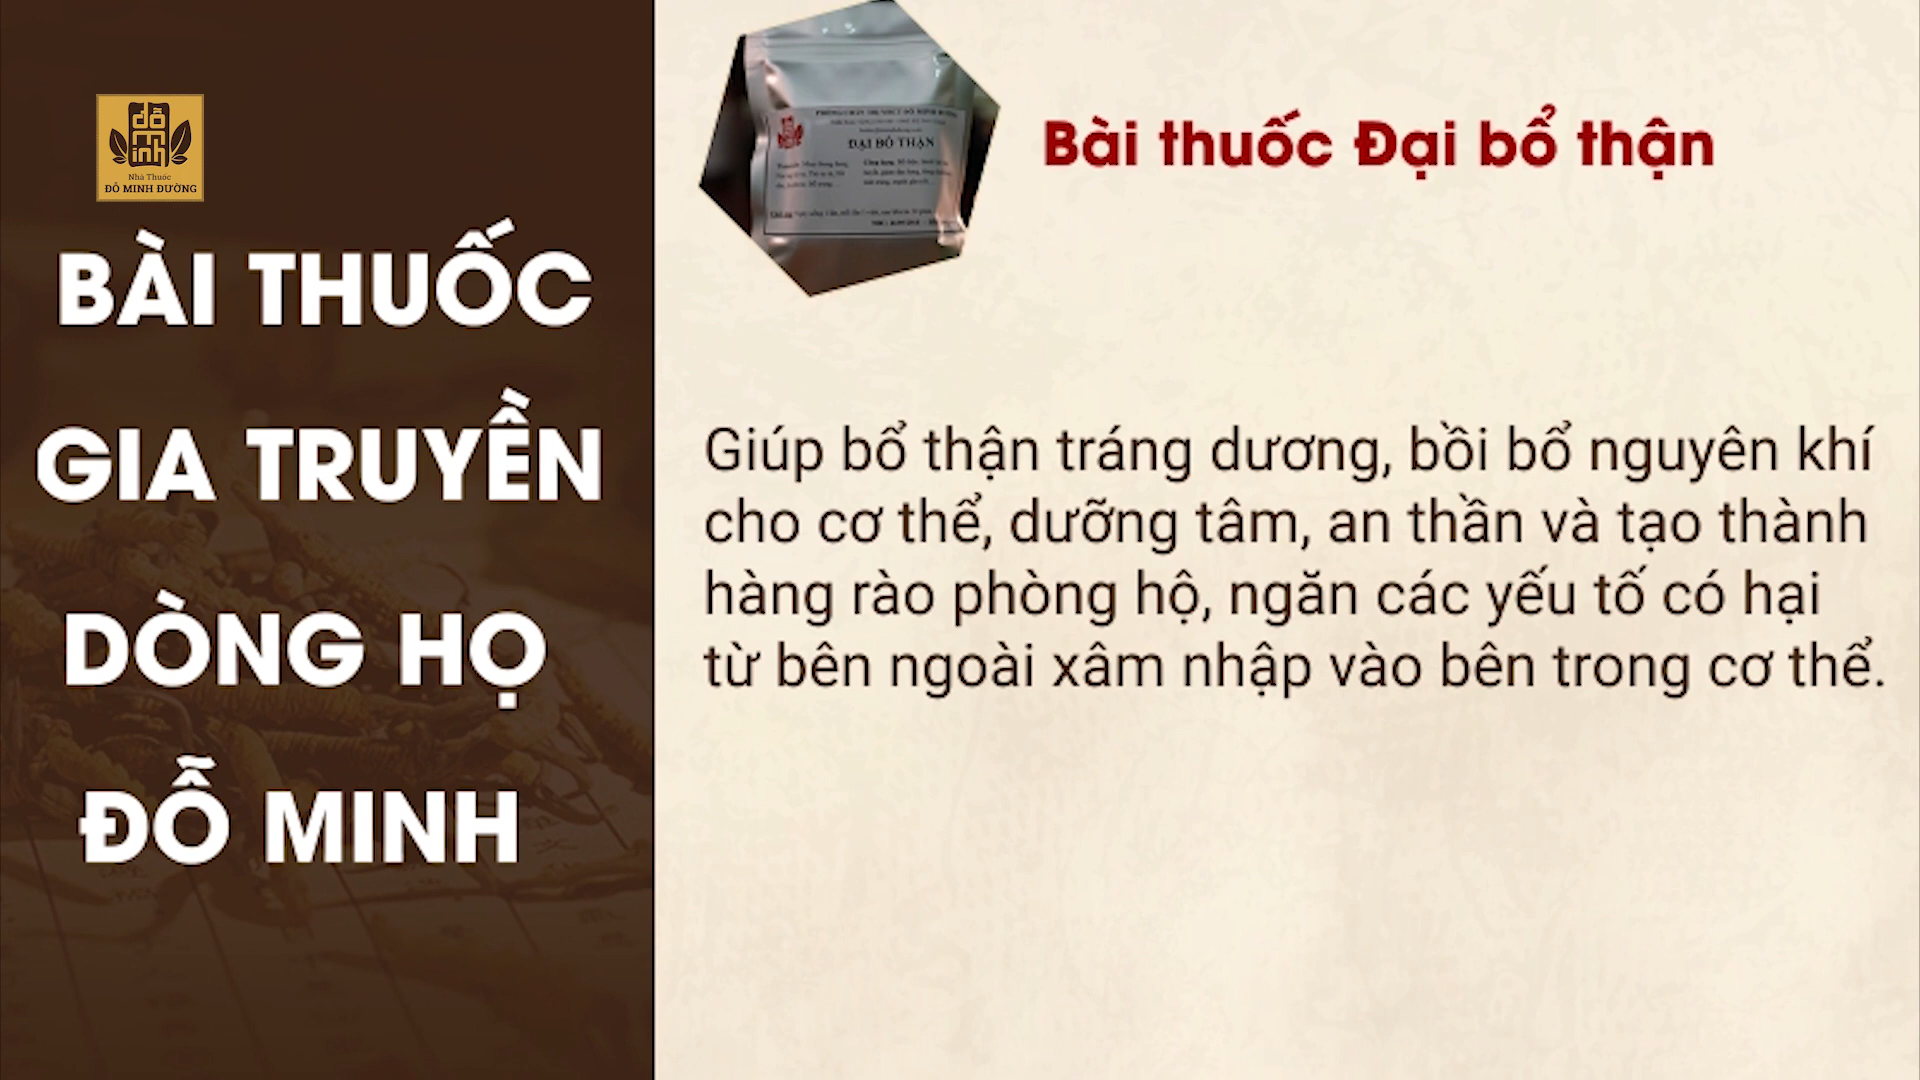 đỗ
minh
Nhà Thuốc
ĐỖ MINH ĐƯỜNG
BÀI THUỐC
GIA TRUYỀN
DÒNG HỌ
ĐỖ MINH
ĐẠI BỔ THẬN
Bài thuốc Đại bổ thận
Giúp bổ thận tráng dương, bồi bổ nguyên khí
cho cơ thể, dưỡng tâm, an thần và tạo thành
hàng rào phòng hộ, ngăn các yếu tố có hại
từ bên ngoài xâm nhập vào bên trong cơ thể.